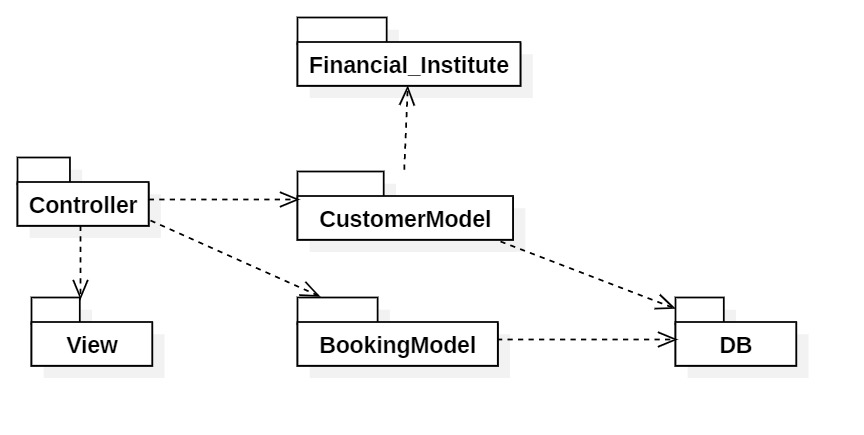 Financial_Institute
Controller
CustomerModel
View
BookingModel
DB